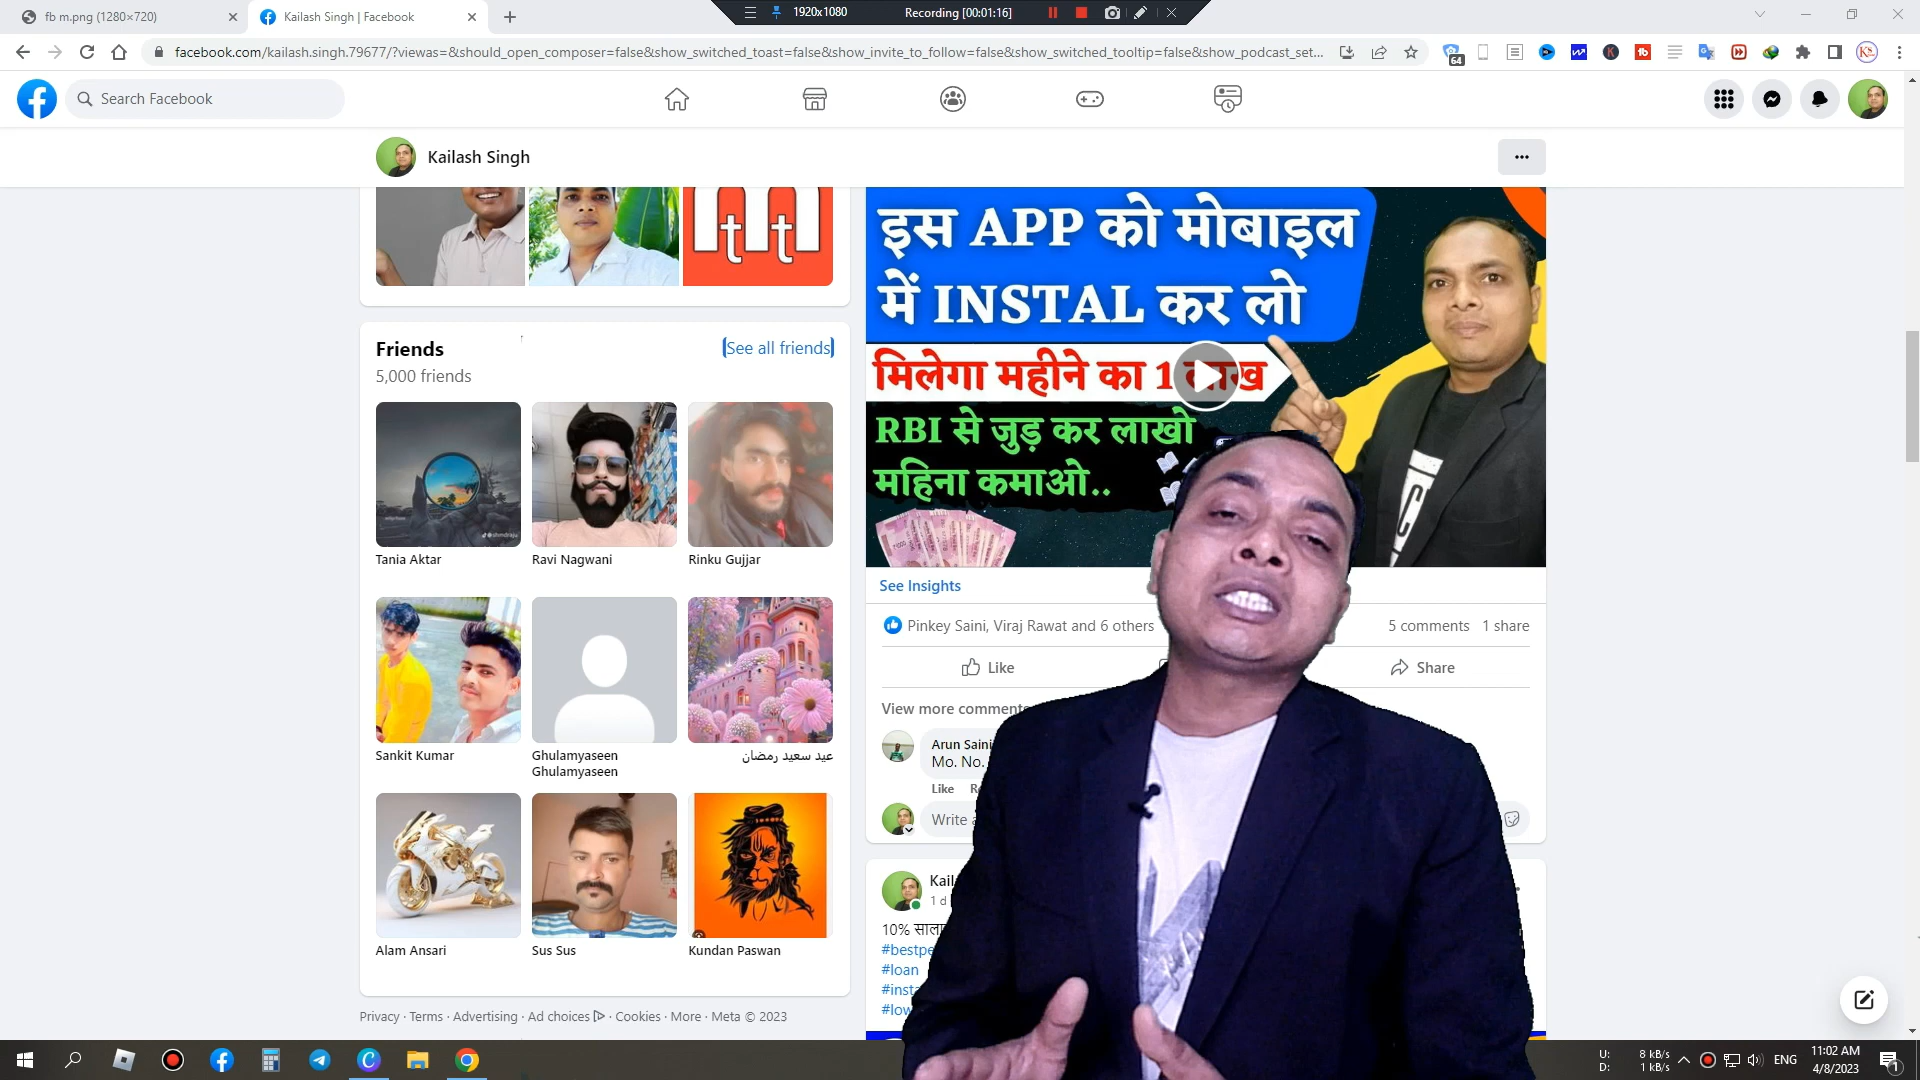 fb m.png (1280×720)
Kailash Singh | Facebook
1920x1080
Recording [00:01:16]
facebook.com/kailash.singh.79677/?viewas=&should_open_composer=false&show_switched_toast=false&show_invite_to_follow=false&show_switched_tooltip=false&show_podcast_set...
64
Search Facebook
Kailash Singh
इस APP को मोबाइल
में INSTAL कर लो
मिलेगा महीने का 1
RBI से जुड़ कर लाखो
महिना कमाओ..
Friends
See all friends
5,000 friends
Tania Aktar
Ravi Nagwani
Rinku Gujjar
Sankit Kumar
Ghulamyaseen
Ghulamyaseen
عيد سعيد رمضان
Alam Ansari
Sus Sus
Kundan Paswan
Privacy · Terms · Advertising · Ad choices · Cookies · More · Meta © 2023
See Insights
Pinkey Saini, Viraj Rawat and 6 others
5 comments 1 share
Like
Share
View more comments
Arun Saini
Mo. No.
Like
Write
1 d
10%
#loan
U: 8 kB/s
D: 1 kB/s
ENG
11:02 AM
4/8/2023
1